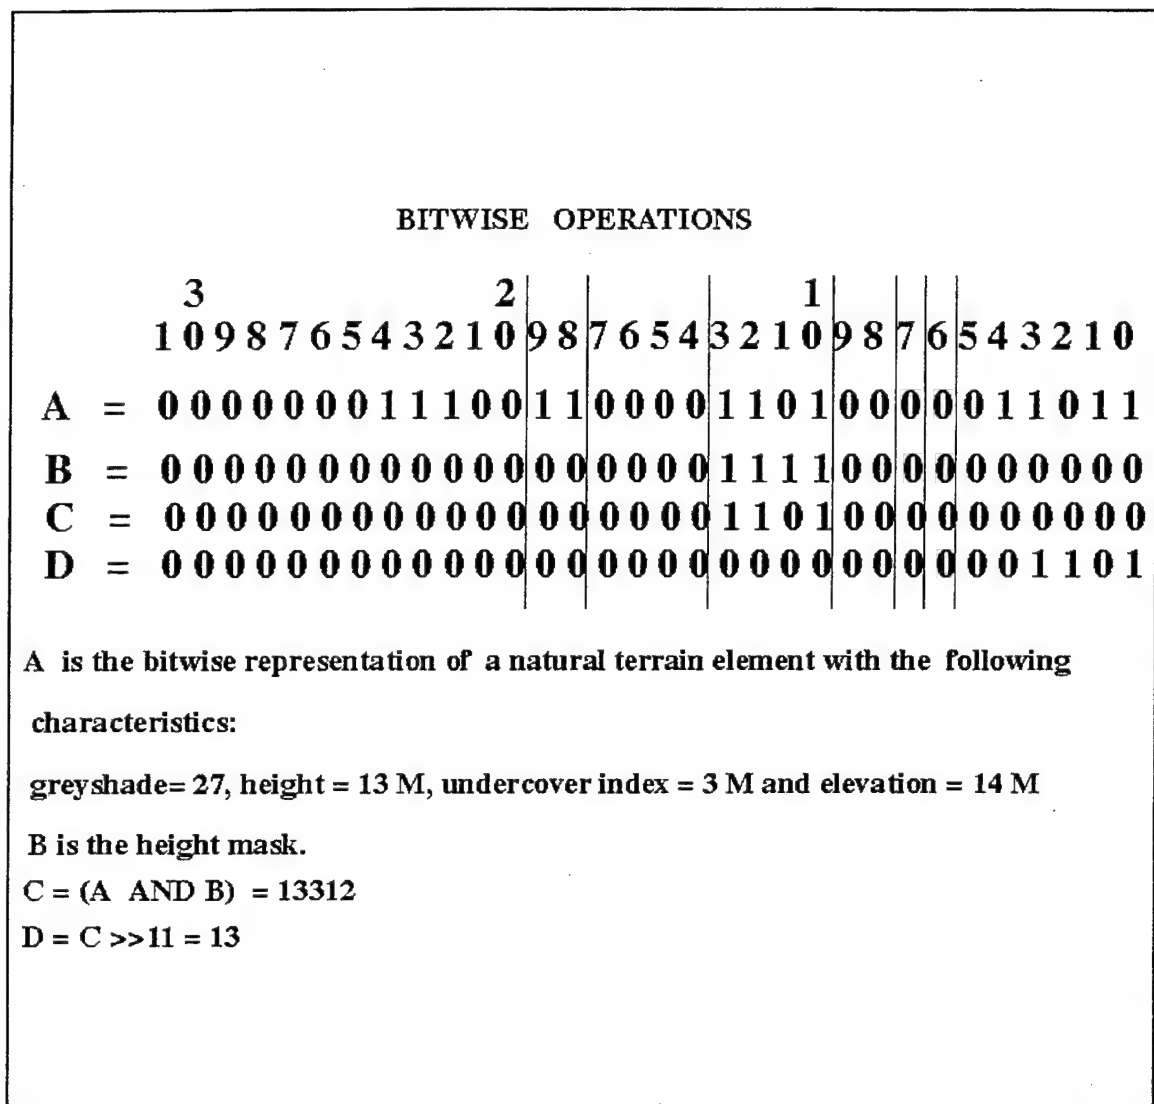 BITWISE OPERATIONS
3 2 1
1 0 9 8 7 6 5 4 3 2 1 0 9 8 7 6 5 4 3 2 1 0 9 8 7 6 5 4 3 2 1 0
A = 0 0 0 0 0 0 0 1 1 1 0 0 1 1 0 0 0 0 1 1 0 1 0 0 0 0 0 1 1 0 1 1
B = 0 0 0 0 0 0 0 0 0 0 0 0 0 0 0 0 0 0 1 1 1 1 0 0 0 0 0 0 0 0 0 0
C = 0 0 0 0 0 0 0 0 0 0 0 0 0 0 0 0 0 0 1 1 0 1 0 0 0 0 0 0 0 0 0 0
D = 0 0 0 0 0 0 0 0 0 0 0 0 0 0 0 0 0 0 0 0 0 0 0 0 0 0 0 0 1 1 0 1
A is the bitwise representation of a natural terrain element with the following
characteristics:
greyshade= 27, height = 13 M, undercover index = 3 M and elevation = 14 M
B is the height mask.
C = (A AND B) = 13312
D = C >>11 = 13